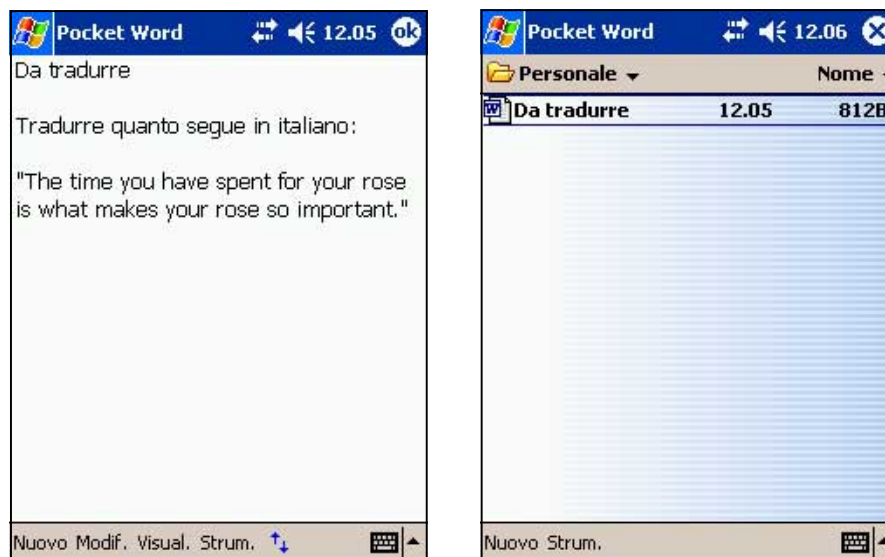 Pocket Word 12.05 ok
Da tradurre
Tradurre quanto segue in italiano:
"The time you have spent for your rose
is what makes your rose so important."
Nuovo Modif. Visual. Strum.
Pocket Word 12.06
Personale Nome
Da tradurre 12.05 812B
Nuovo Strum.